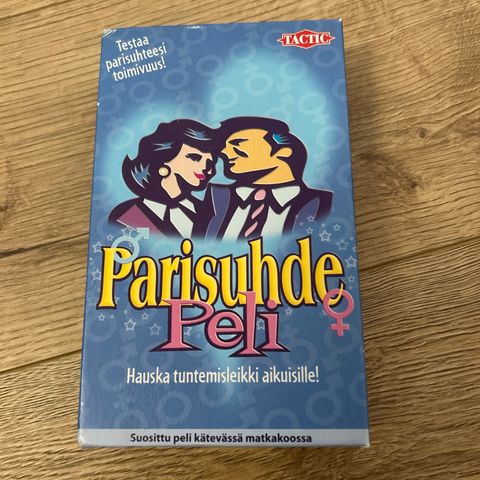 Testaa
parisuhteesi
toimivuus!
TACTIC
Parisuhde
Peli
Hauska tuntemisleikki aikuisille!
Suosittu peli kätevässä matkakoossa